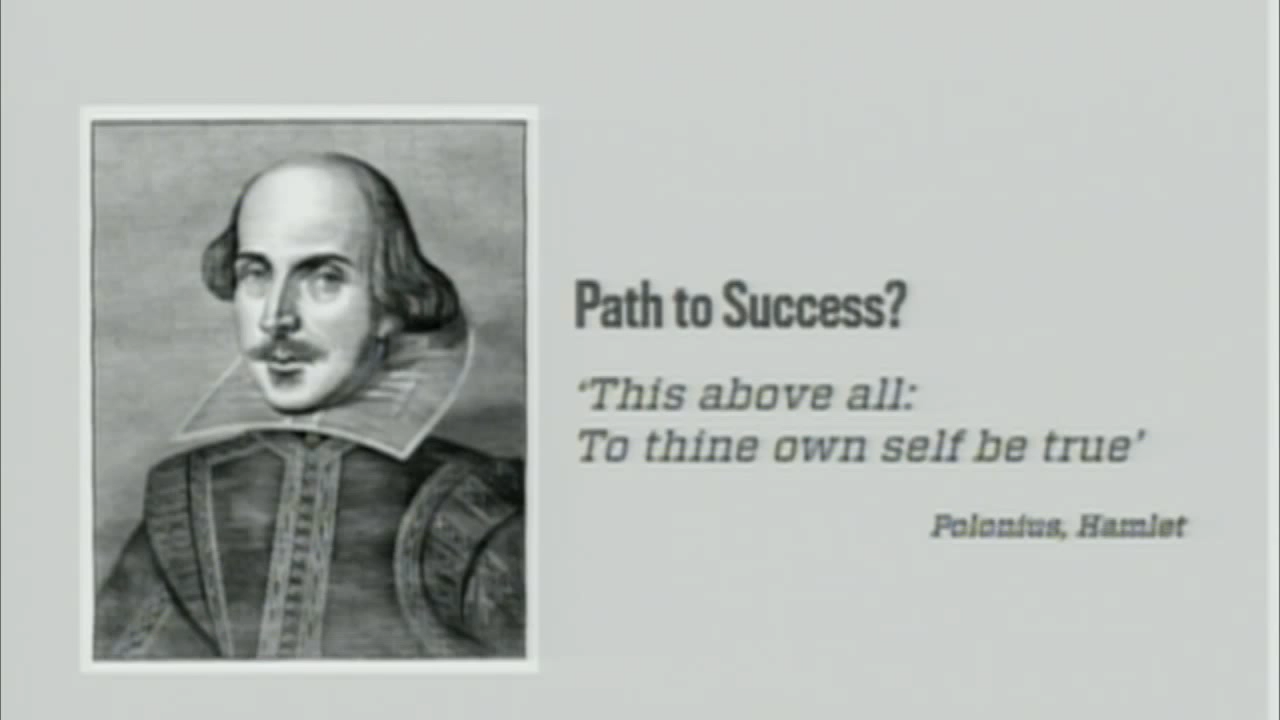 Path to Success?
‘This above all:
To thine own self be true’
Polonius, Hamlet